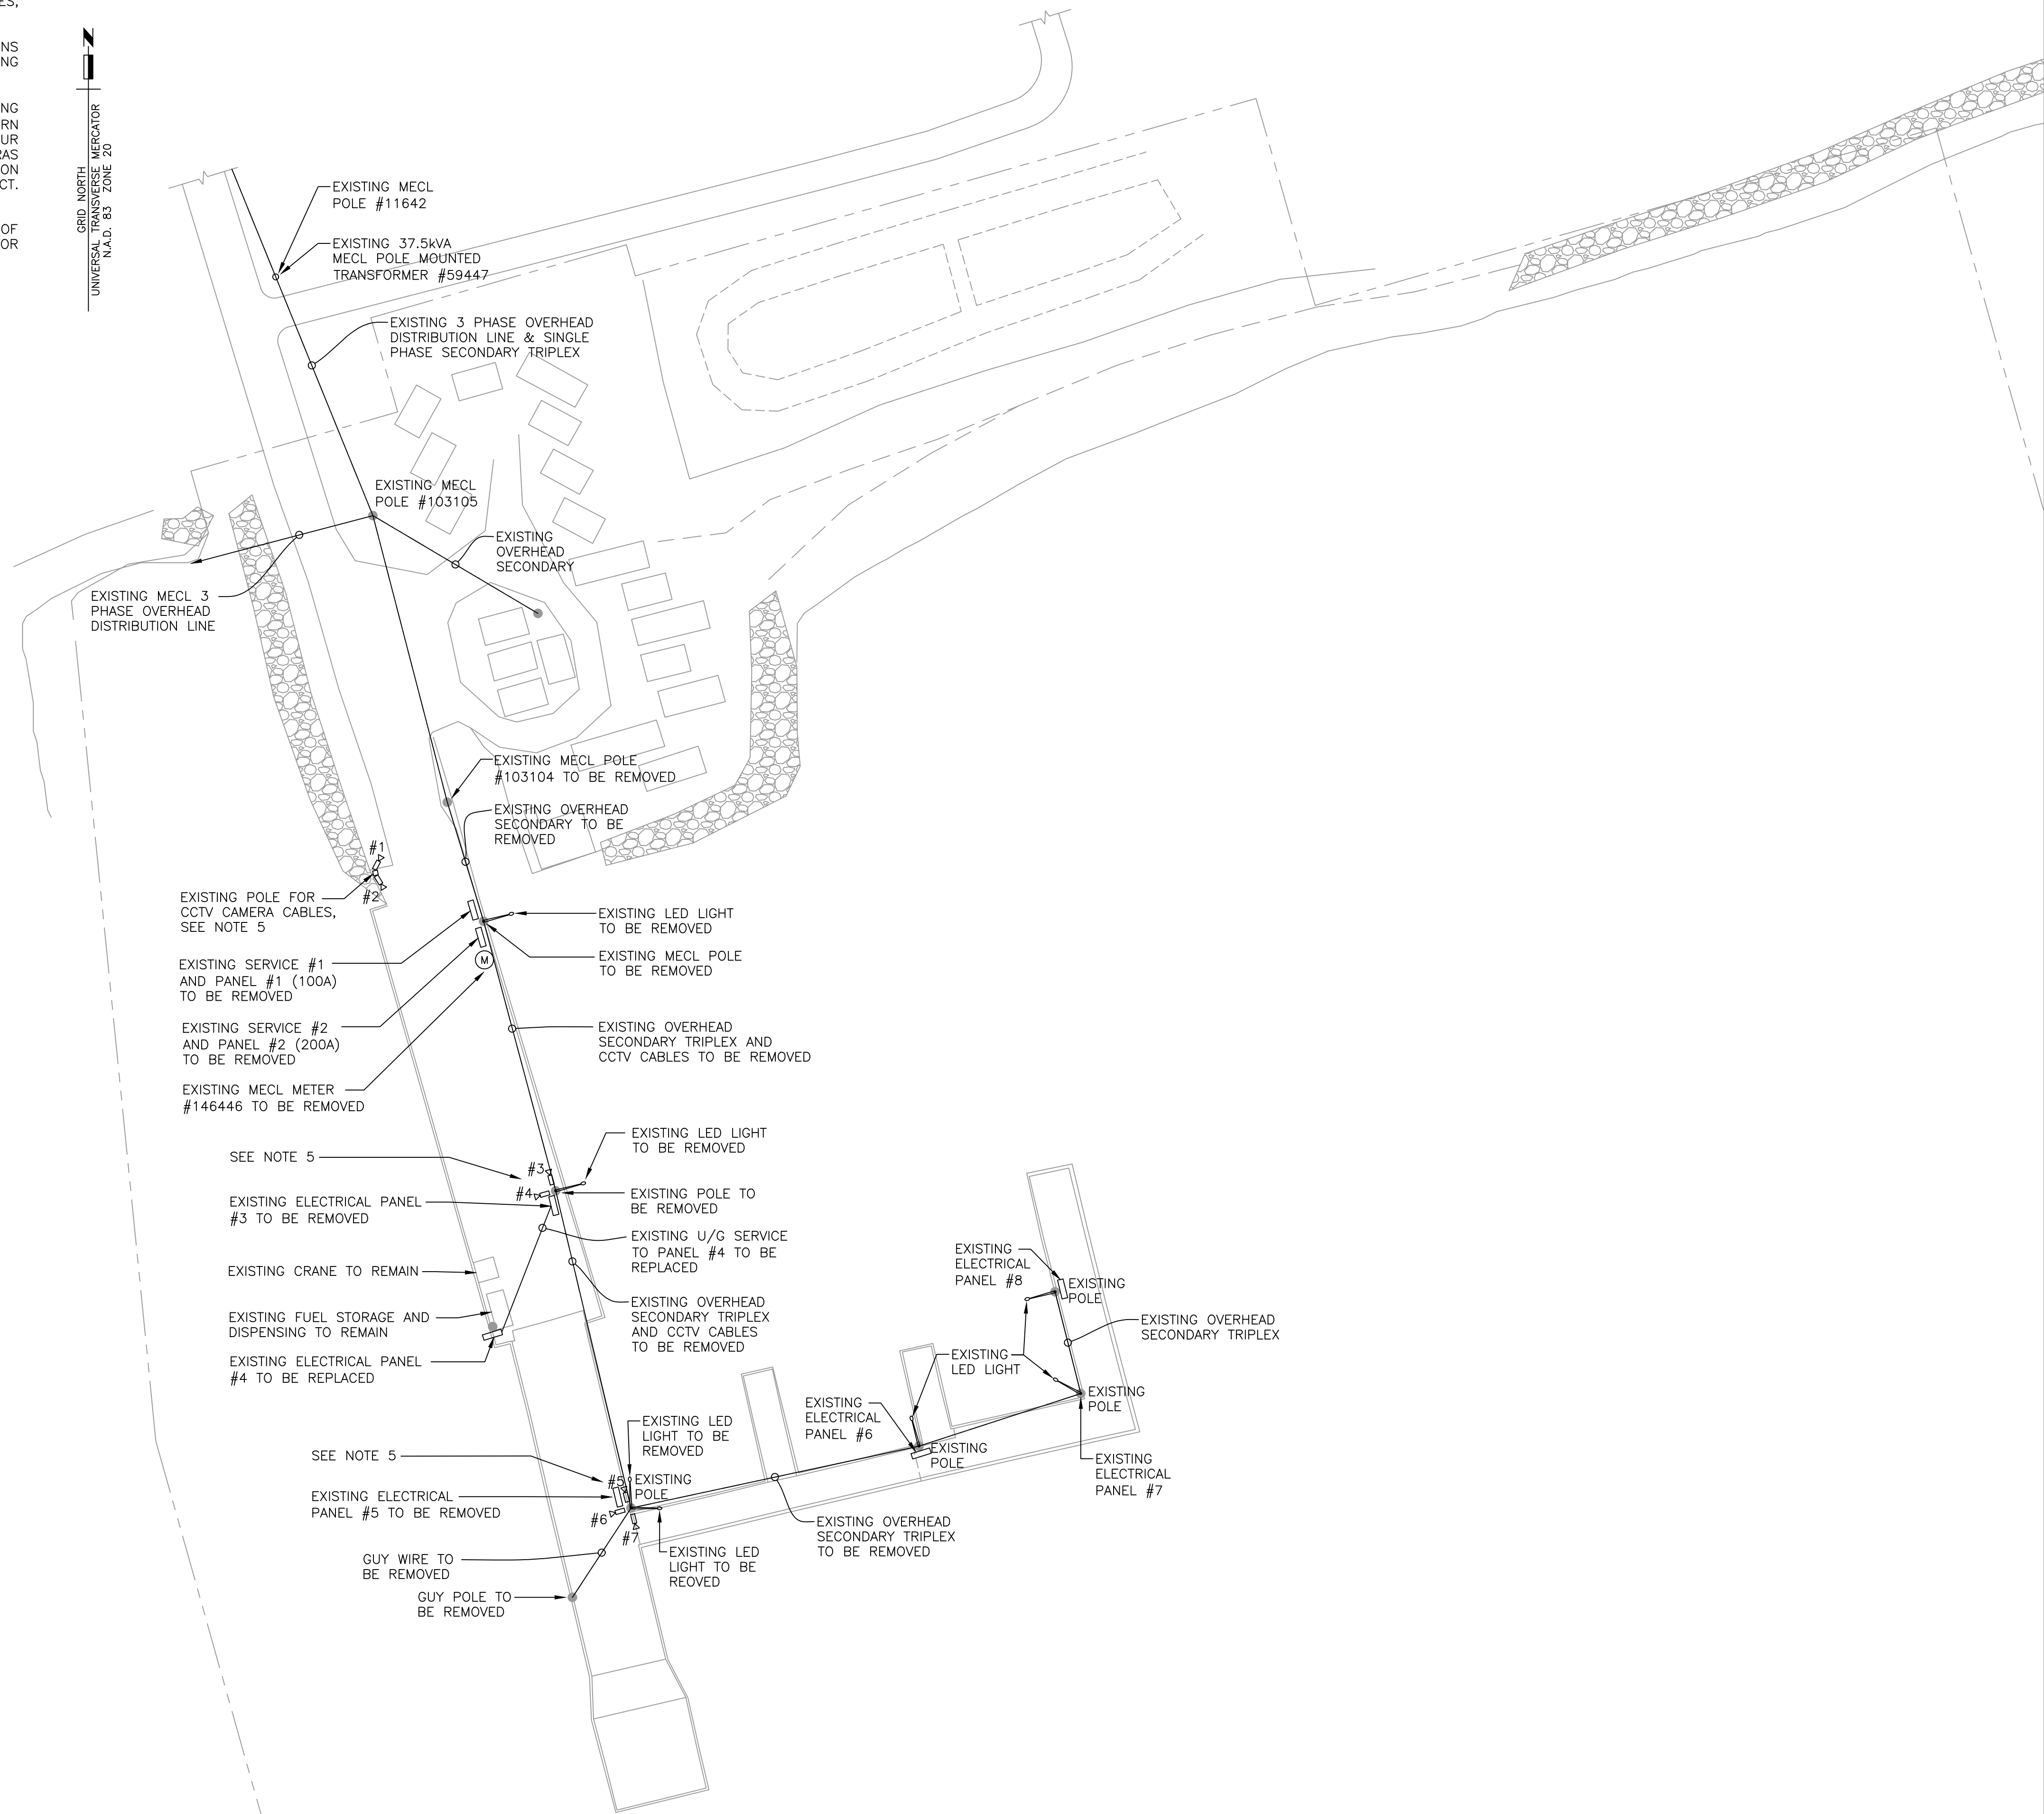 ES,
NS
NG
NG
RN
UR
RAS
ON
CT.
OF
OR
N
GRID NORTH
UNIVERSAL TRANSVERSE MERCATOR
N.A.D. 83 ZONE 20
EXISTING MECL
POLE #11642
EXISTING 37.5kVA
MECL POLE MOUNTED
TRANSFORMER #59447
EXISTING 3 PHASE OVERHEAD
DISTRIBUTION LINE & SINGLE
PHASE SECONDARY TRIPLEX
EXISTING MECL
POLE #103105
EXISTING
OVERHEAD
SECONDARY
EXISTING MECL 3
PHASE OVERHEAD
DISTRIBUTION LINE
EXISTING MECL POLE
#103104 TO BE REMOVED
EXISTING OVERHEAD
SECONDARY TO BE
REMOVED
#1
#2
EXISTING POLE FOR
CCTV CAMERA CABLES,
SEE NOTE 5
EXISTING LED LIGHT
TO BE REMOVED
EXISTING MECL POLE
TO BE REMOVED
EXISTING SERVICE #1
AND PANEL #1 (100A)
TO BE REMOVED
M
EXISTING SERVICE #2
AND PANEL #2 (200A)
TO BE REMOVED
EXISTING OVERHEAD
SECONDARY TRIPLEX AND
CCTV CABLES TO BE REMOVED
EXISTING MECL METER
#146446 TO BE REMOVED
EXISTING LED LIGHT
TO BE REMOVED
SEE NOTE 5
#3
#4
EXISTING POLE TO
BE REMOVED
EXISTING ELECTRICAL PANEL
#3 TO BE REMOVED
EXISTING U/G SERVICE
TO PANEL #4 TO BE
REPLACED
EXISTING CRANE TO REMAIN
EXISTING OVERHEAD
SECONDARY TRIPLEX
AND CCTV CABLES
TO BE REMOVED
EXISTING FUEL STORAGE AND
DISPENSING TO REMAIN
EXISTING ELECTRICAL PANEL
#4 TO BE REPLACED
EXISTING
ELECTRICAL
PANEL #8
EXISTING
POLE
EXISTING OVERHEAD
SECONDARY TRIPLEX
EXISTING
LED LIGHT
EXISTING
POLE
EXISTING
ELECTRICAL
PANEL #6
EXISTING
POLE
EXISTING
ELECTRICAL
PANEL #7
EXISTING LED
LIGHT TO BE
REMOVED
SEE NOTE 5
#5
EXISTING
POLE
EXISTING ELECTRICAL
PANEL #5 TO BE REMOVED
#6
#7
EXISTING OVERHEAD
SECONDARY TRIPLEX
TO BE REMOVED
EXISTING LED
LIGHT TO BE
REOVED
GUY WIRE TO
BE REMOVED
GUY POLE TO
BE REMOVED